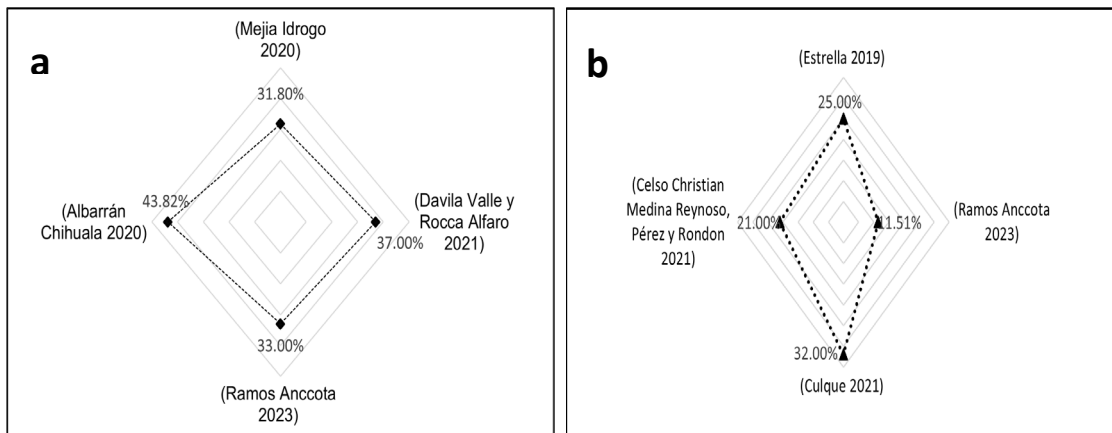 a
(Mejia Idrogo
2020)
31.80%
43.82%
(Albarrán
Chihuala 2020)
(Davila Valle y
Rocca Alfaro
2021)
37.00%
33.00%
(Ramos Anccota
2023)
b
(Estrella 2019)
25.00%
(Celso Christian
Medina Reynoso,
Pérez y Rondon
2021)
21.00%
11.51%
(Ramos Anccota
2023)
32.00%
(Culque 2021)